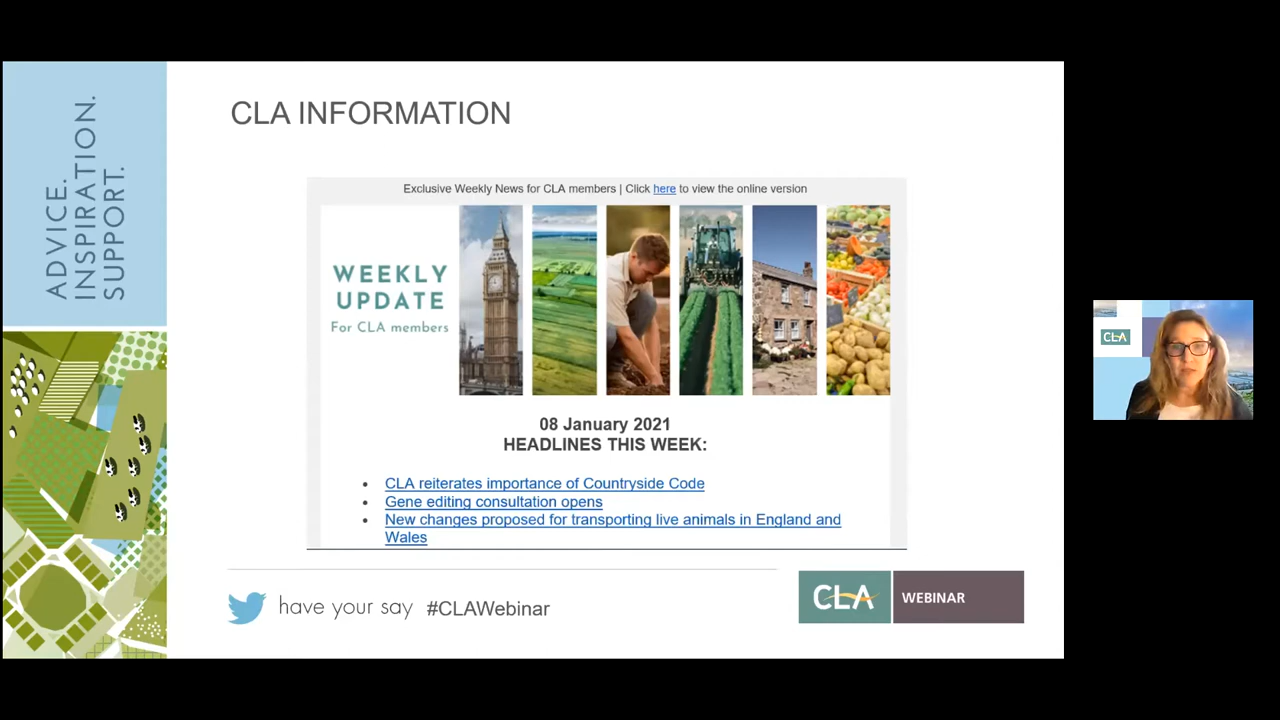 ADVICE.
INSPIRATION.
SUPPORT.
CLA INFORMATION
Exclusive Weekly News for CLA members | Click here to view the online version
WEEKLY
UPDATE
For CLA members
08 January 2021
HEADLINES THIS WEEK:
• CLA reiterates importance of Countryside Code
• Gene editing consultation opens
• New changes proposed for transporting live animals in England and
Wales
have your say #CLAWebinar
CLA WEBINAR
CLA